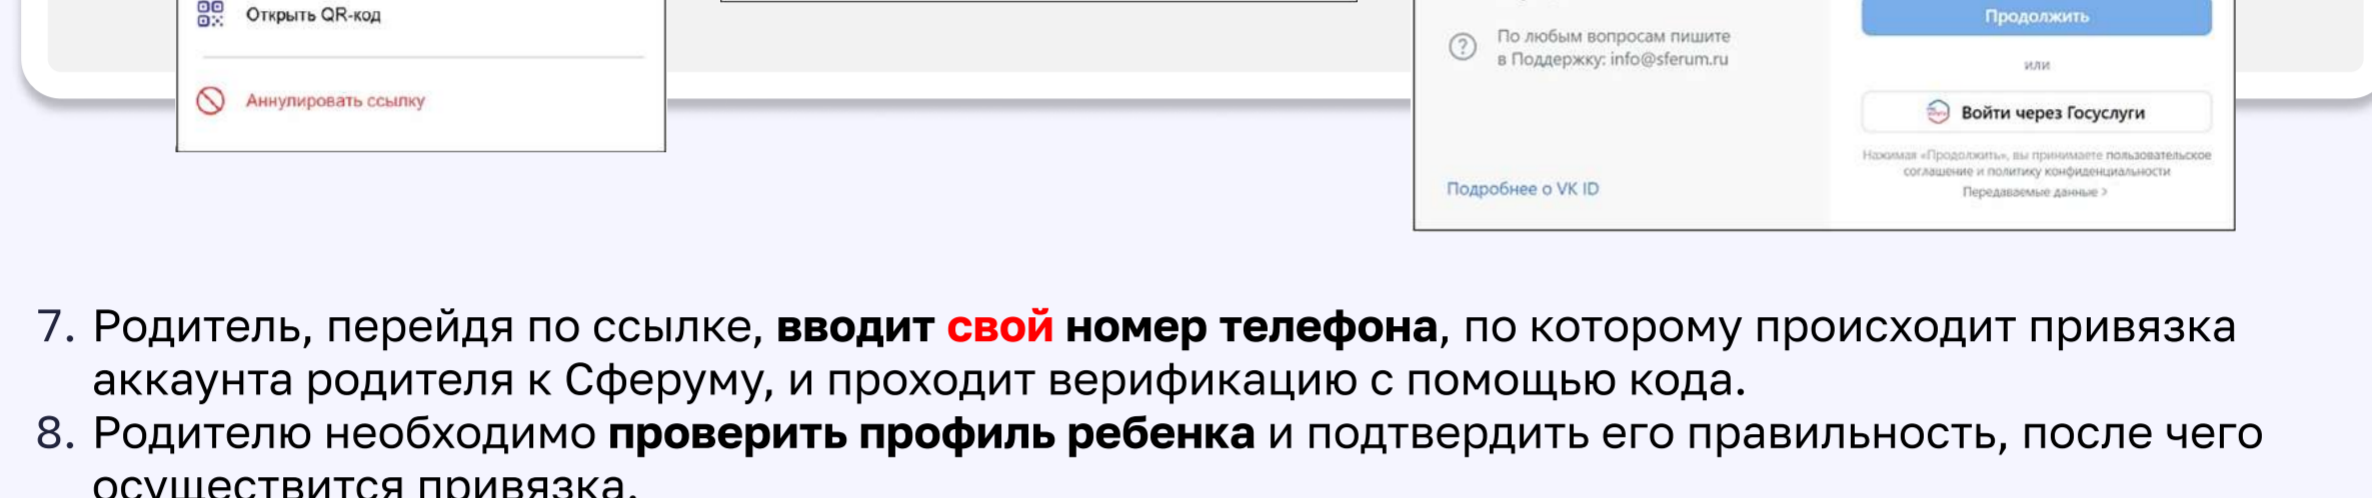 Открыть QR-код
Аннулировать ссылку
По любым вопросам пишите
в Поддержку: info@sferum.ru
Подробнее о VK ID
Продолжить
или
Войти через Госуслуги
Нажимая «Продолжить», вы принимаете пользовательское
соглашение и политику конфиденциальности
Передаваемые данные >
7. Родитель, перейдя по ссылке, вводит свой номер телефона, по которому происходит привязка
аккаунта родителя к Сферуму, и проходит верификацию с помощью кода.
8. Родителю необходимо проверить профиль ребенка и подтвердить его правильность, после чего
осуществится привязка.